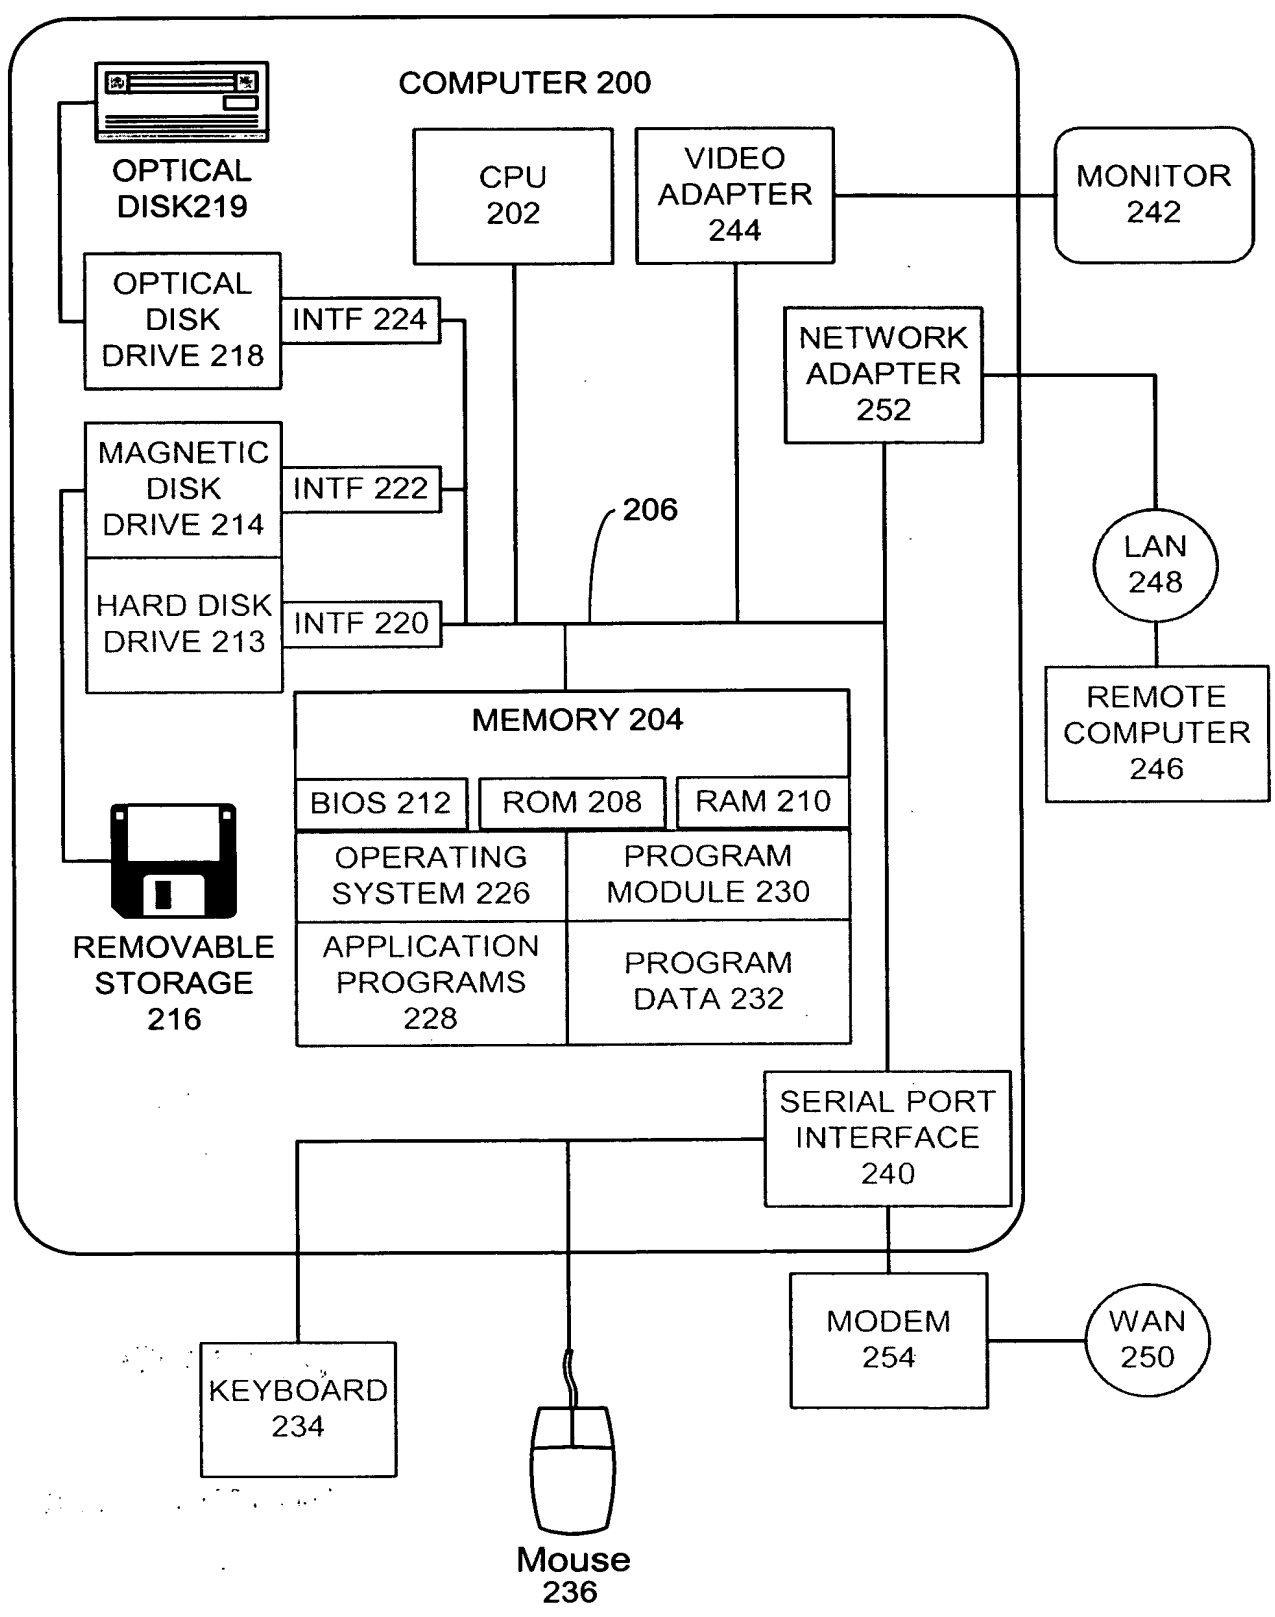 COMPUTER 200
OPTICAL
DISK219
CPU
202
VIDEO
ADAPTER
244
MONITOR
242
OPTICAL
DISK
DRIVE 218
INTF 224
NETWORK
ADAPTER
252
MAGNETIC
DISK
DRIVE 214
INTF 222
206
LAN
248
HARD DISK
DRIVE 213
INTF 220
REMOTE
COMPUTER
246
MEMORY 204
BIOS 212
ROM 208
RAM 210
OPERATING
SYSTEM 226
PROGRAM
MODULE 230
APPLICATION
PROGRAMS
228
PROGRAM
DATA 232
REMOVABLE
STORAGE
216
SERIAL PORT
INTERFACE
240
MODEM
254
WAN
250
KEYBOARD
234
Mouse
236